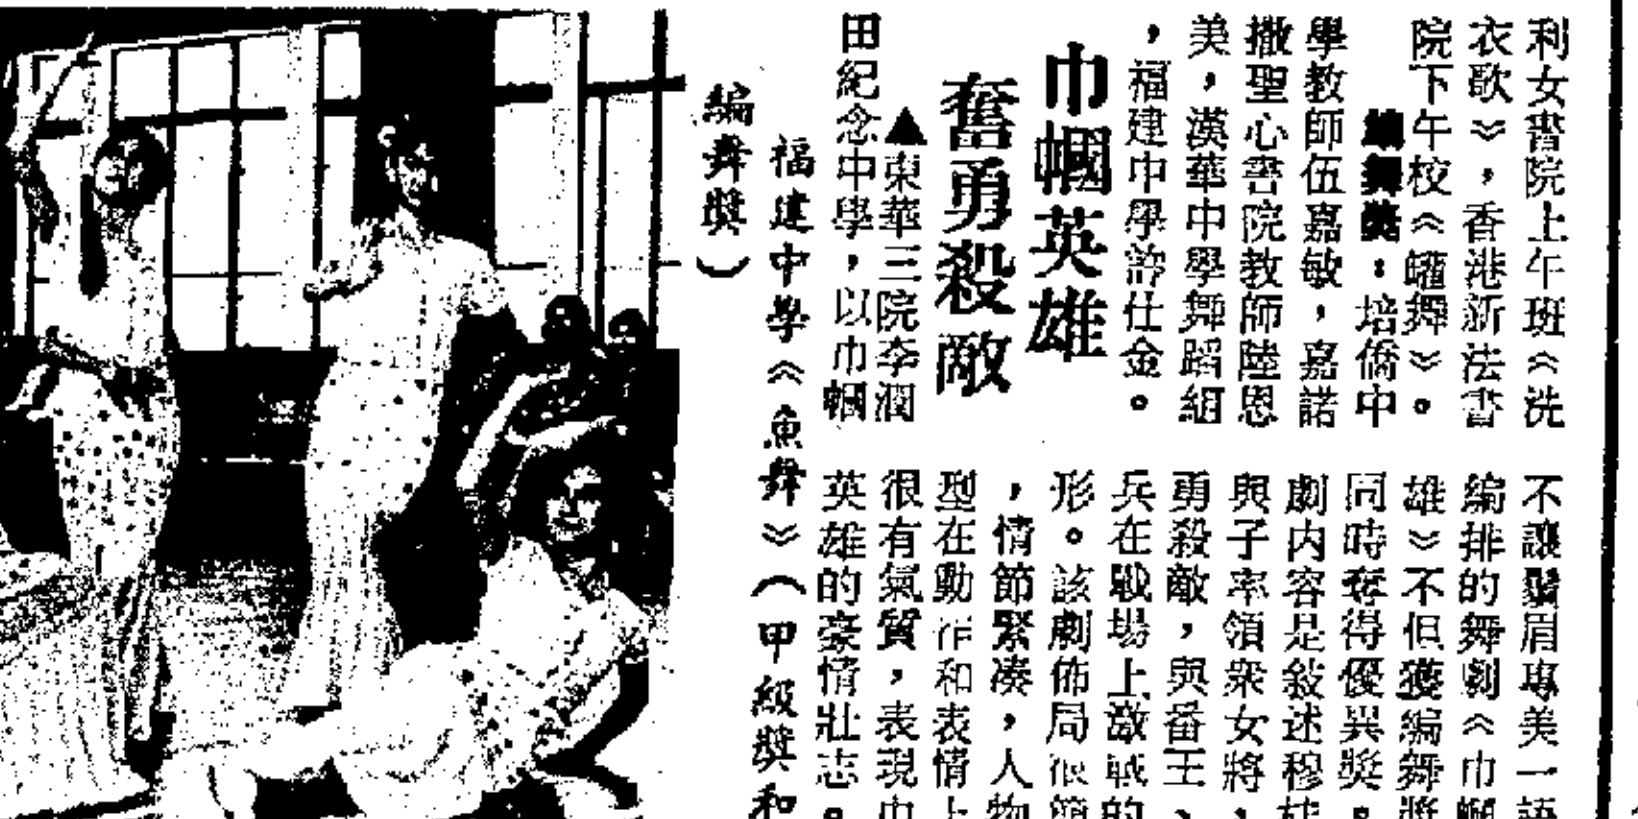 利女書院上午班《洗
衣歌》,香港新法書
院下午校《罐舞》。
編舞獎:培僑中
學教師伍嘉敏,嘉諾
撒聖心書院教師陸恩
美,漢華中學舞蹈組
,福建中學許仕金。
巾幗英雄
奮勇殺敵
▲東華三院李潤
田紀念中學,以巾幗
不讓鬚眉專美一語
編排的舞劇《巾幗
雄》不但獲編舞獎
同時奪得優異獎。
劇內容是敍述穆桂
與子率領衆女將,
勇殺敵,與番王、
兵在戰場上激戰的
形。該劇佈局很簡
,情節緊凑,人物
型在動作和表情上
很有氣質,表現巾
英雄的豪情壯志。
福建中學《魚舞》(甲級獎和
編舞獎)